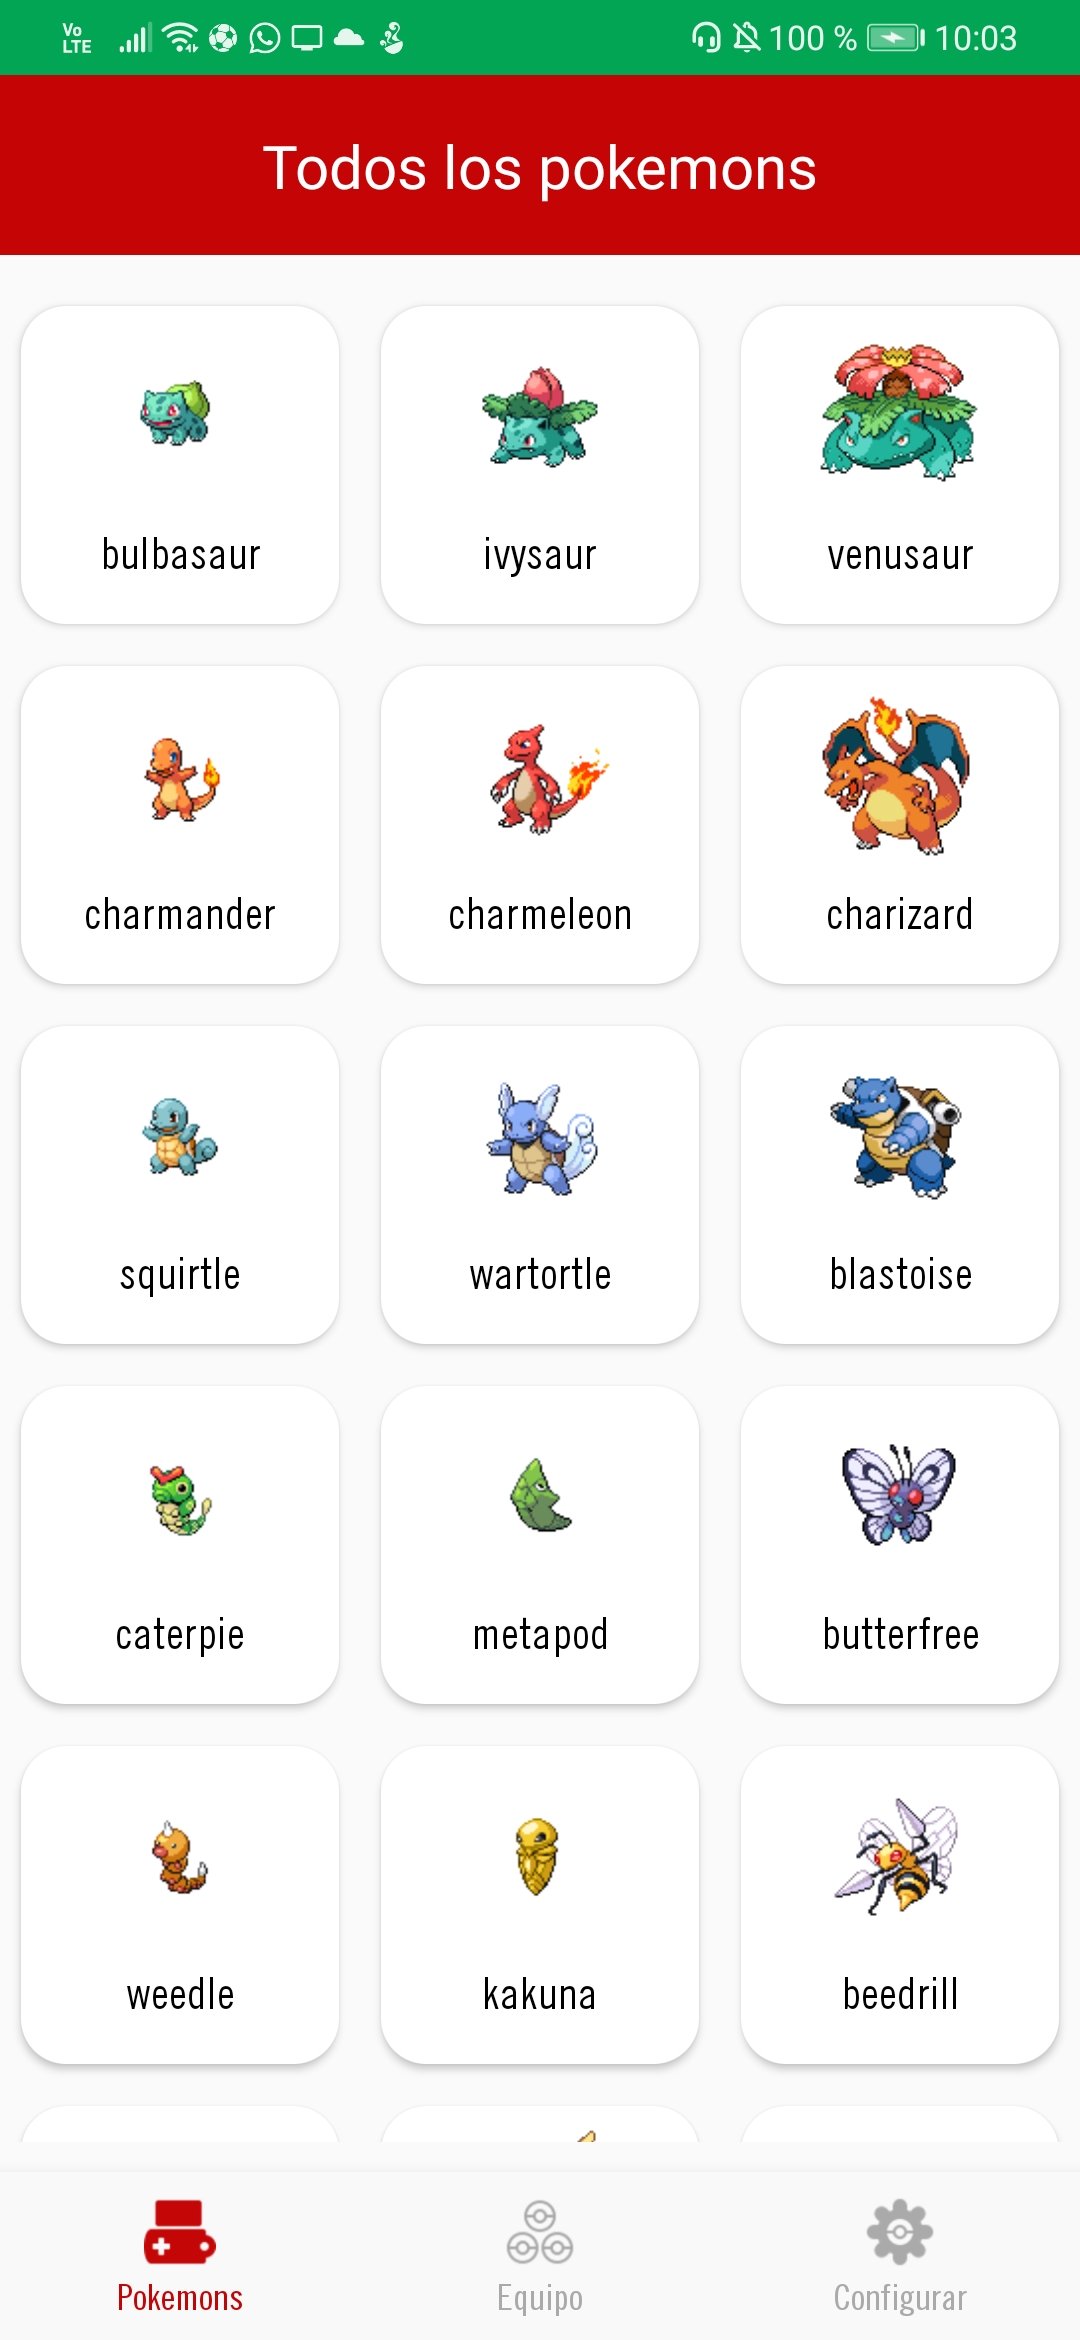 Vo
LTE
100 %
10:03
Todos los pokemons
bulbasaur
ivysaur
venusaur
charmander
charmeleon
charizard
squirtle
wartortle
blastoise
caterpie
metapod
butterfree
weedle
kakuna
beedrill
Pokemons
Equipo
Configurar